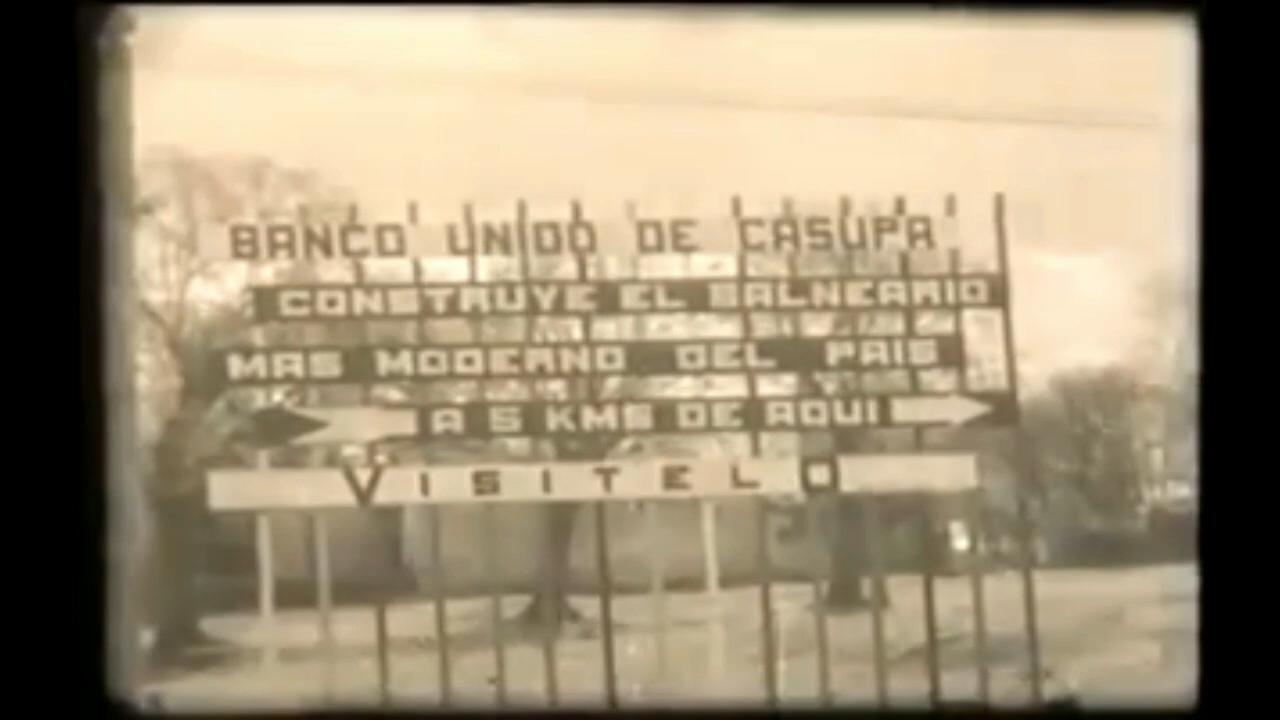 BANCO UNIDO DE CASUPA
CONSTRUYE EL BALNEARIO
MAS MODERNO DEL PAIS
A 5 KMS DE AQUI
VISITELO